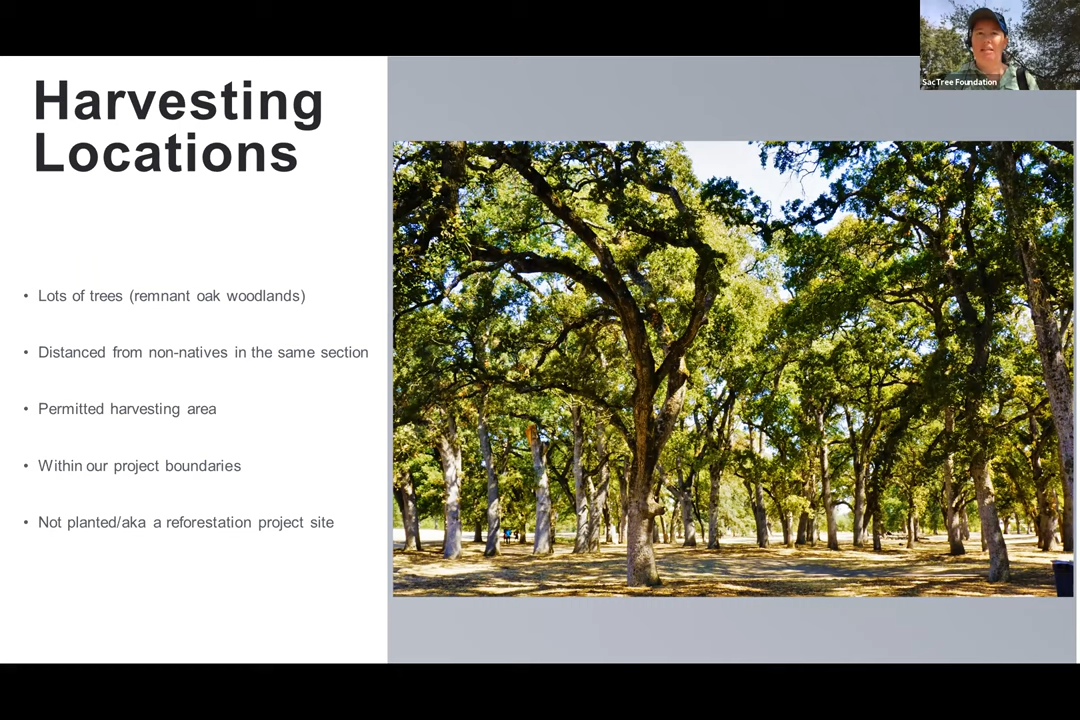 Harvesting
Locations
• Lots of trees (remnant oak woodlands)
• Distanced from non-natives in the same section
• Permitted harvesting area
• Within our project boundaries
• Not planted/aka a reforestation project site
SacTree Foundation